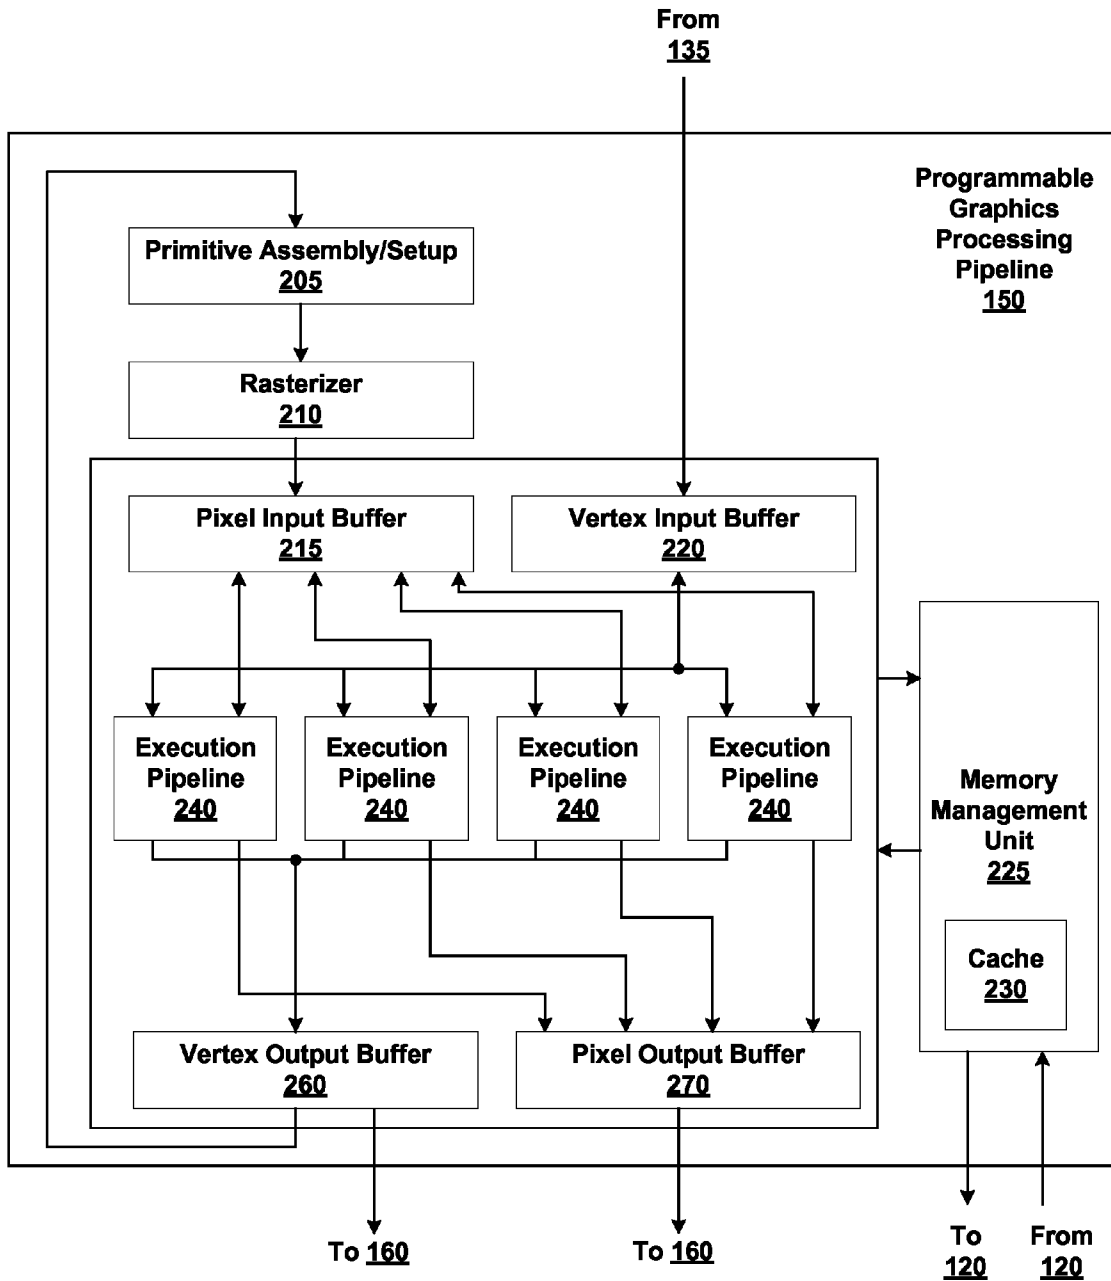 From
135
Programmable
Graphics
Processing
Pipeline
150
Primitive Assembly/Setup
205
Rasterizer
210
Pixel Input Buffer
215
Vertex Input Buffer
220
Execution
Pipeline
240
Execution
Pipeline
240
Execution
Pipeline
240
Execution
Pipeline
240
Memory
Management
Unit
225
Cache
230
Vertex Output Buffer
260
Pixel Output Buffer
270
To 160
To 160
To
120
From
120